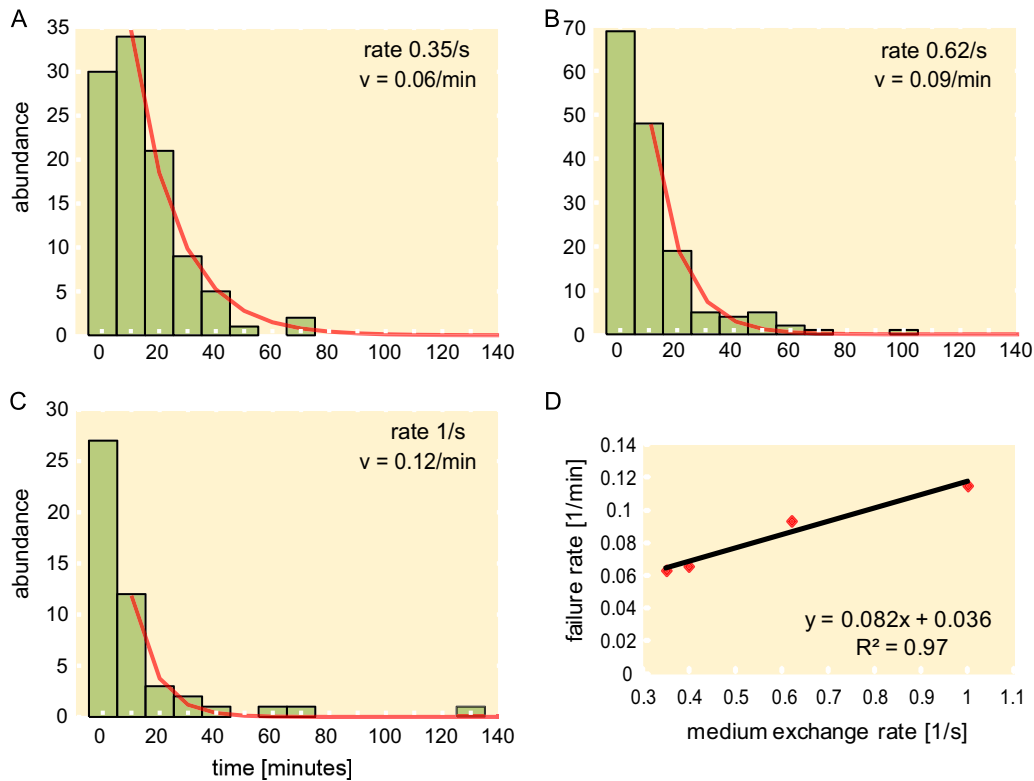 A
rate 0.35/s
v = 0.06/min
abundance
35
30
25
20
15
10
5
0
0 20 40 60 80 100 120 140
B
rate 0.62/s
v = 0.09/min
70
60
50
40
30
20
10
0
0 20 40 60 80 100 120 140
C
rate 1/s
v = 0.12/min
abundance
30
25
20
15
10
5
0
0 20 40 60 80 100 120 140
time [minutes]
D
failure rate [1/min]
0.14
0.12
0.1
0.08
0.06
0.04
0.02
0
y = 0.082x + 0.036
R² = 0.97
0.3 0.4 0.5 0.6 0.7 0.8 0.9 1 1.1
medium exchange rate [1/s]